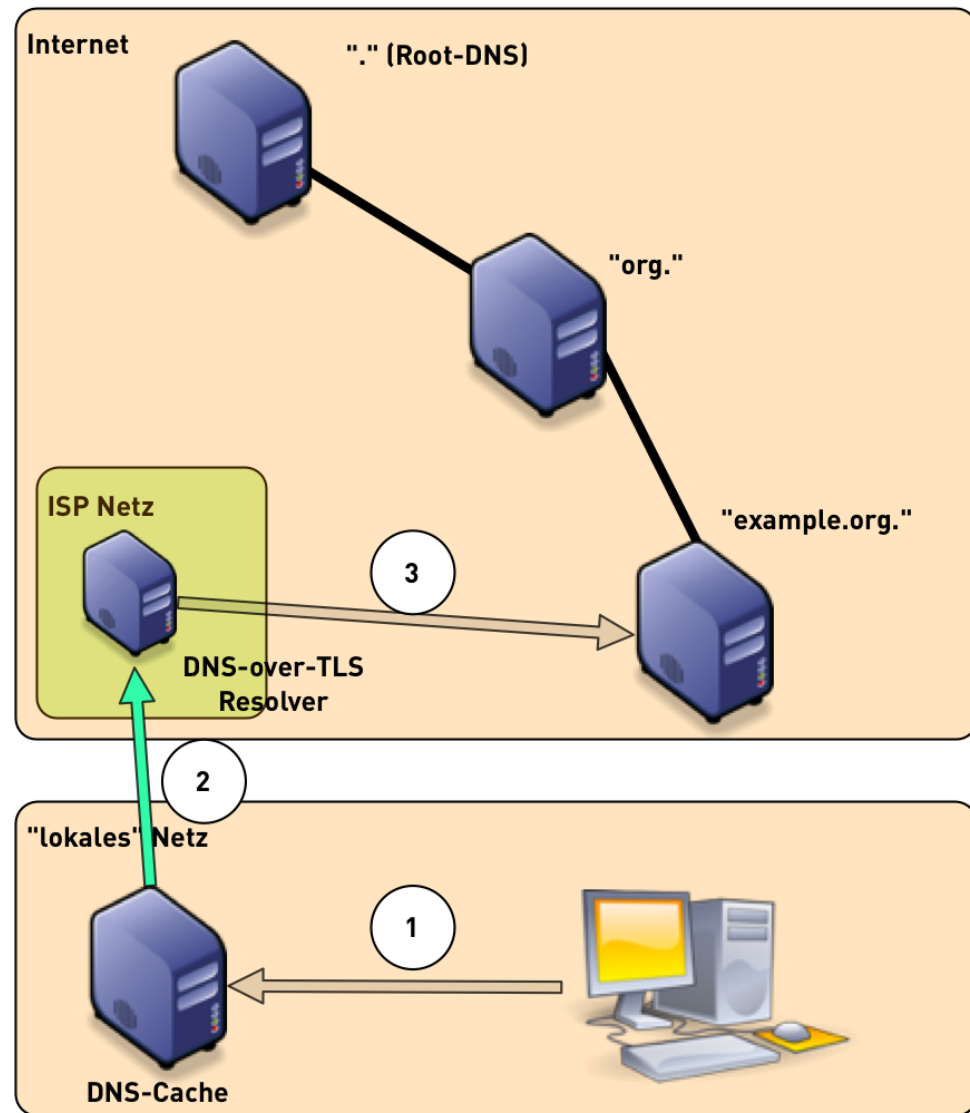 Internet
"." (Root-DNS)
"org."
ISP Netz
"example.org."
3
DNS-over-TLS
Resolver
2
"lokales" Netz
1
DNS-Cache